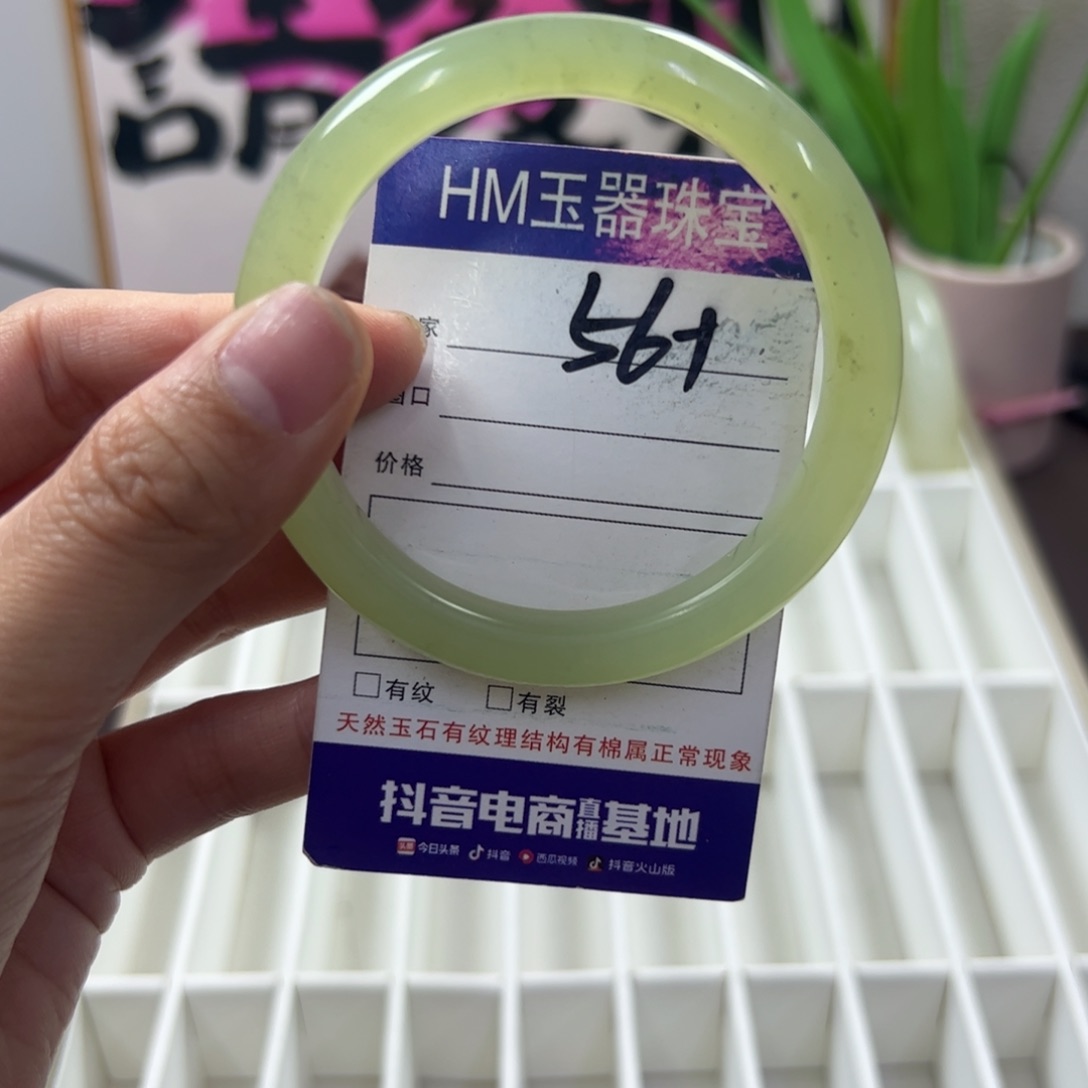 HM玉器珠宝
家
56+
口
价格
□有纹 □有裂
天然玉石有纹理结构有棉属正常现象
抖音电商直播基地
今日头条 抖音 西瓜视频 抖音火山版